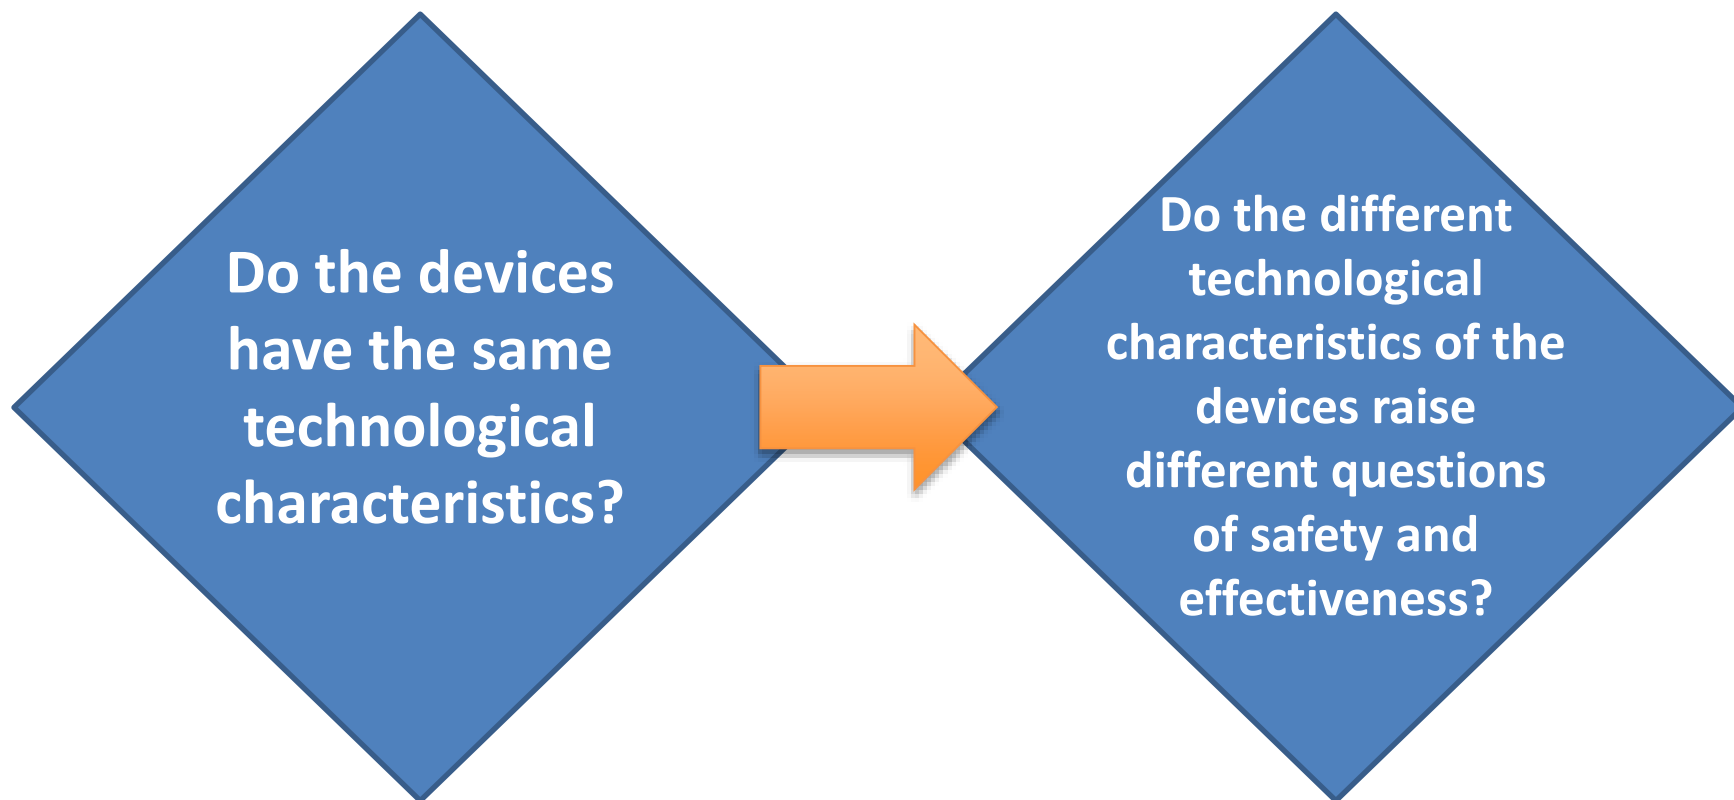 Do the devices
have the same
technological
characteristics?
Do the different
technological
characteristics of the
devices raise
different questions
of safety and
effectiveness?